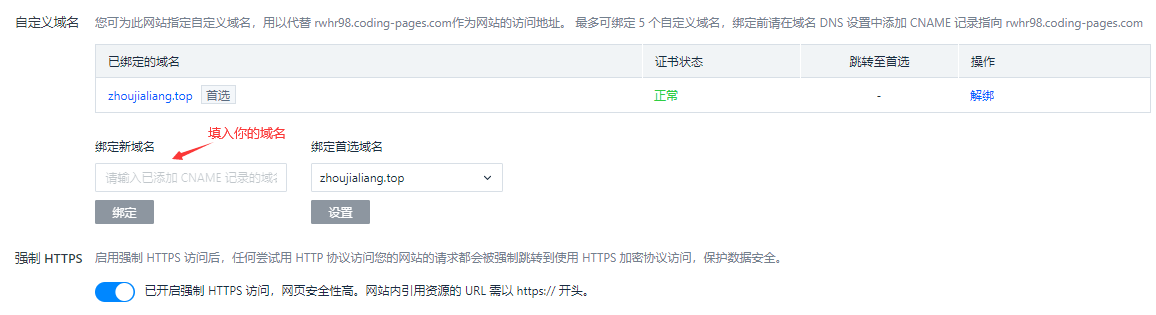 自定义域名 您可为此网站指定自定义域名，用以代替 rwhr98.coding-pages.com作为网站的访问地址。 最多可绑定 5 个自定义域名，绑定前请在域名 DNS 设置中添加 CNAME 记录指向 rwhr98.coding-pages.com
已绑定的域名 证书状态 跳转至首选 操作
zhoujialiang.top 首选 正常 - 解绑
填入你的域名
绑定新域名 绑定首选域名
请输入已添加 CNAME 记录的域名 zhoujialiang.top
绑定 设置
强制 HTTPS 启用强制 HTTPS 访问后，任何尝试用 HTTP 协议访问您的网站的请求都会被强制跳转到使用 HTTPS 加密协议访问，保护数据安全。
已开启强制 HTTPS 访问，网页安全性高。网站内引用资源的 URL 需以 https:// 开头。